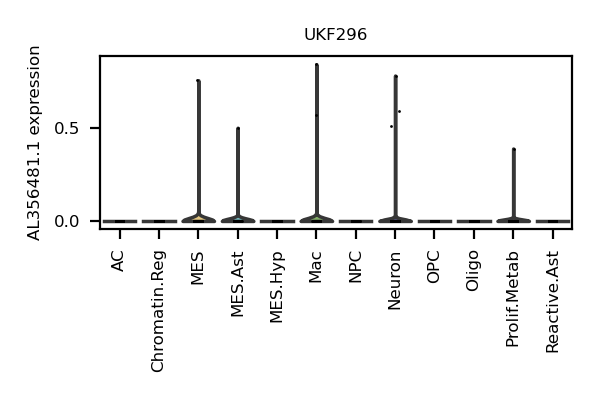 UKF296
AL356481.1 expression
0.5
0.0
AC
Chromatin.Reg
MES
MES.Ast
MES.Hyp
Mac
NPC
Neuron
OPC
Oligo
Prolif.Metab
Reactive.Ast